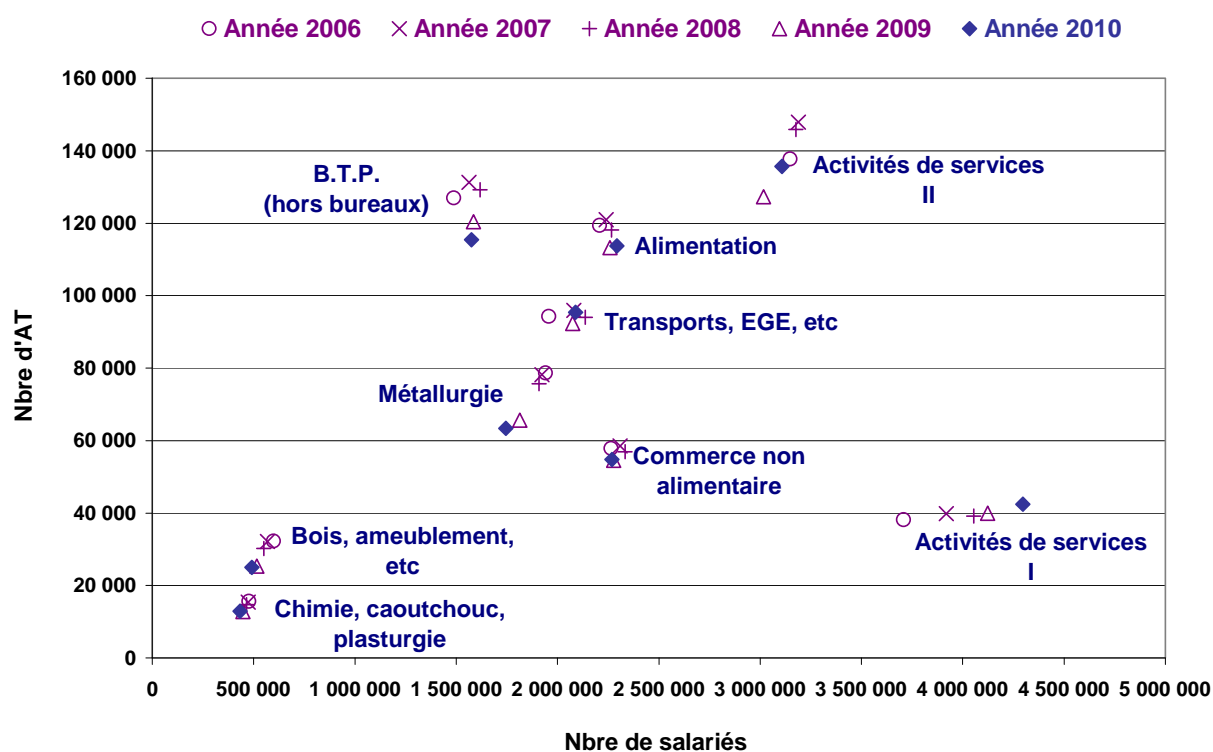 Année 2006 Année 2007 Année 2008 Année 2009 Année 2010
160 000
140 000
120 000
100 000
80 000
60 000
40 000
20 000
0
Nbre d'AT
B.T.P.
(hors bureaux)
Activités de services
II
Alimentation
Transports, EGE, etc
Métallurgie
Commerce non
alimentaire
Bois, ameublement,
etc
Activités de services
I
Chimie, caoutchouc,
plasturgie
0 500 000 1 000 000 1 500 000 2 000 000 2 500 000 3 000 000 3 500 000 4 000 000 4 500 000 5 000 000
Nbre de salariés